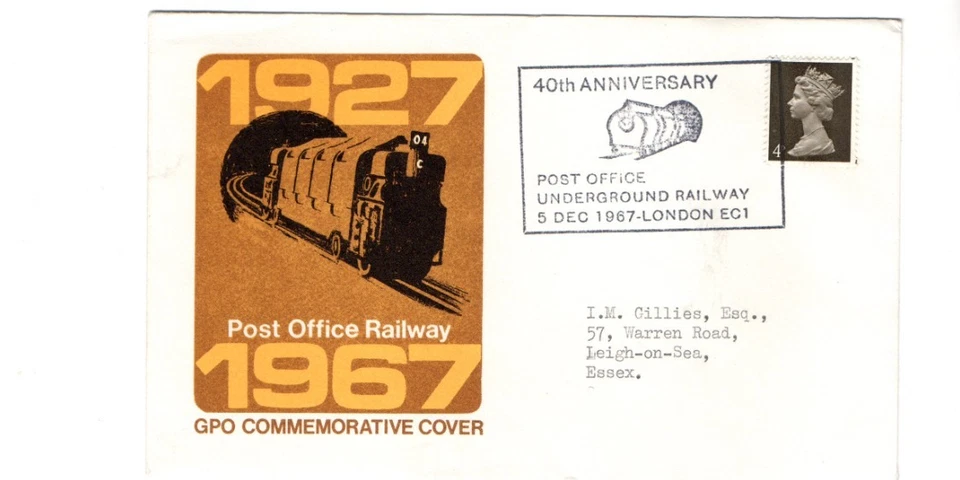 1927
04
C
Post Office Railway
1967
GPO COMMEMORATIVE COVER
40th ANNIVERSARY
POST OFFICE
UNDERGROUND RAILWAY
5 DEC 1967-LONDON EC1
4D
I.M. Gillies, Esq.,
57, Warren Road,
Leigh-on-Sea,
Essex.